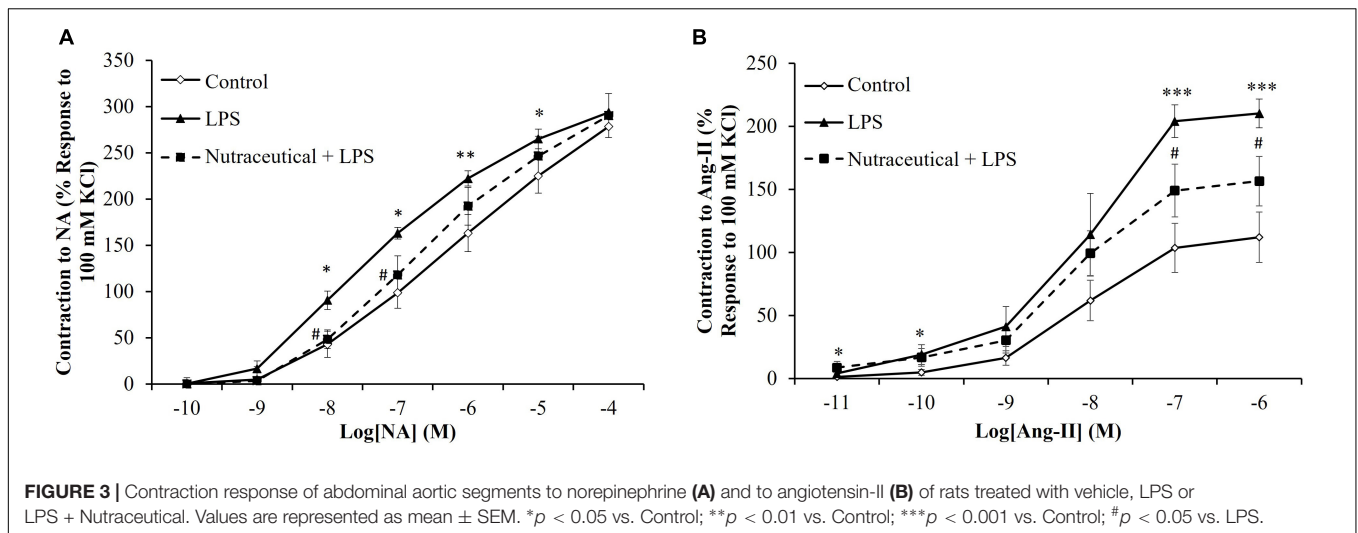 A
Contraction to NA (% Response to
100 mM KCl)
350
300
250
200
150
100
50
0
Control
LPS
Nutraceutical + LPS
*
#
*
#
**
*
-10
-9
-8
-7
-6
-5
-4
Log[NA] (M)
B
Contraction to Ang-II (%
Response to 100 mM KCl)
250
200
150
100
50
0
Control
LPS
Nutraceutical + LPS
*
*
***
#
***
#
-11
-10
-9
-8
-7
-6
Log[Ang-II] (M)
FIGURE 3 | Contraction response of abdominal aortic segments to norepinephrine (A) and to angiotensin-II (B) of rats treated with vehicle, LPS or
LPS + Nutraceutical. Values are represented as mean ± SEM. *p < 0.05 vs. Control; **p < 0.01 vs. Control; ***p < 0.001 vs. Control; #p < 0.05 vs. LPS.